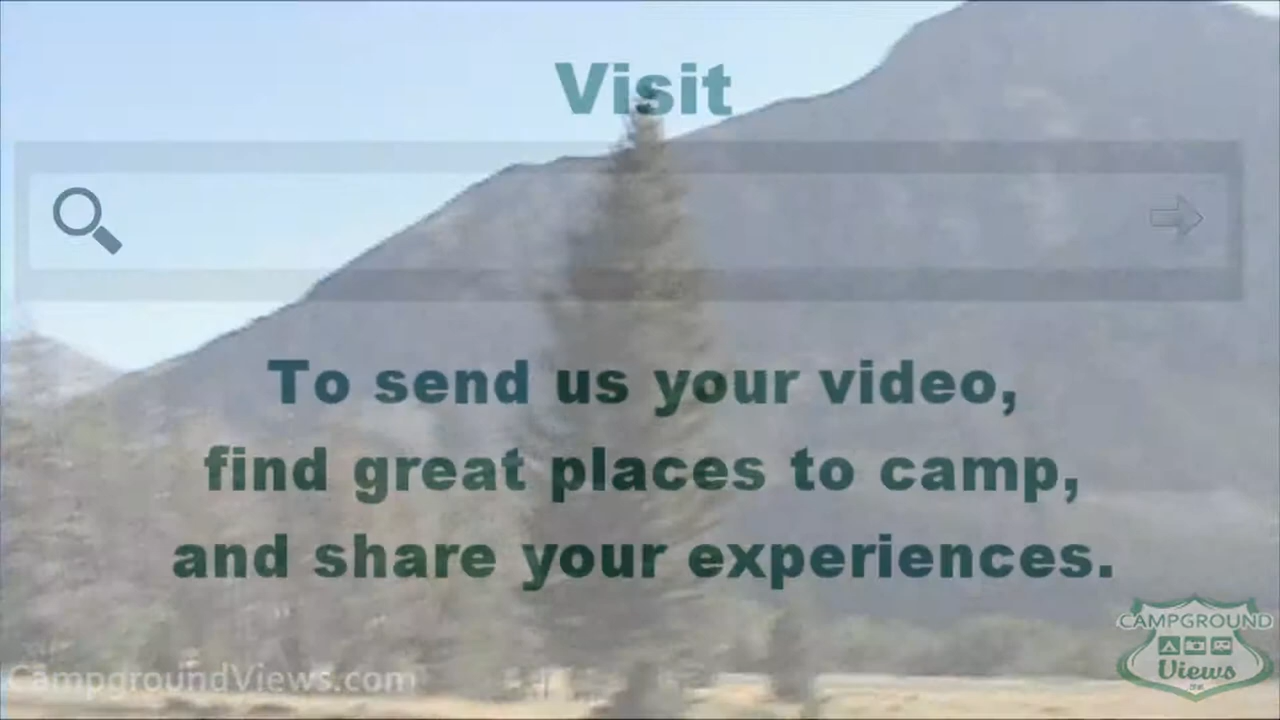 Visit
To send us your video,
find great places to camp,
and share your experiences.
CampgroundViews.com
CAMPGROUND
Views